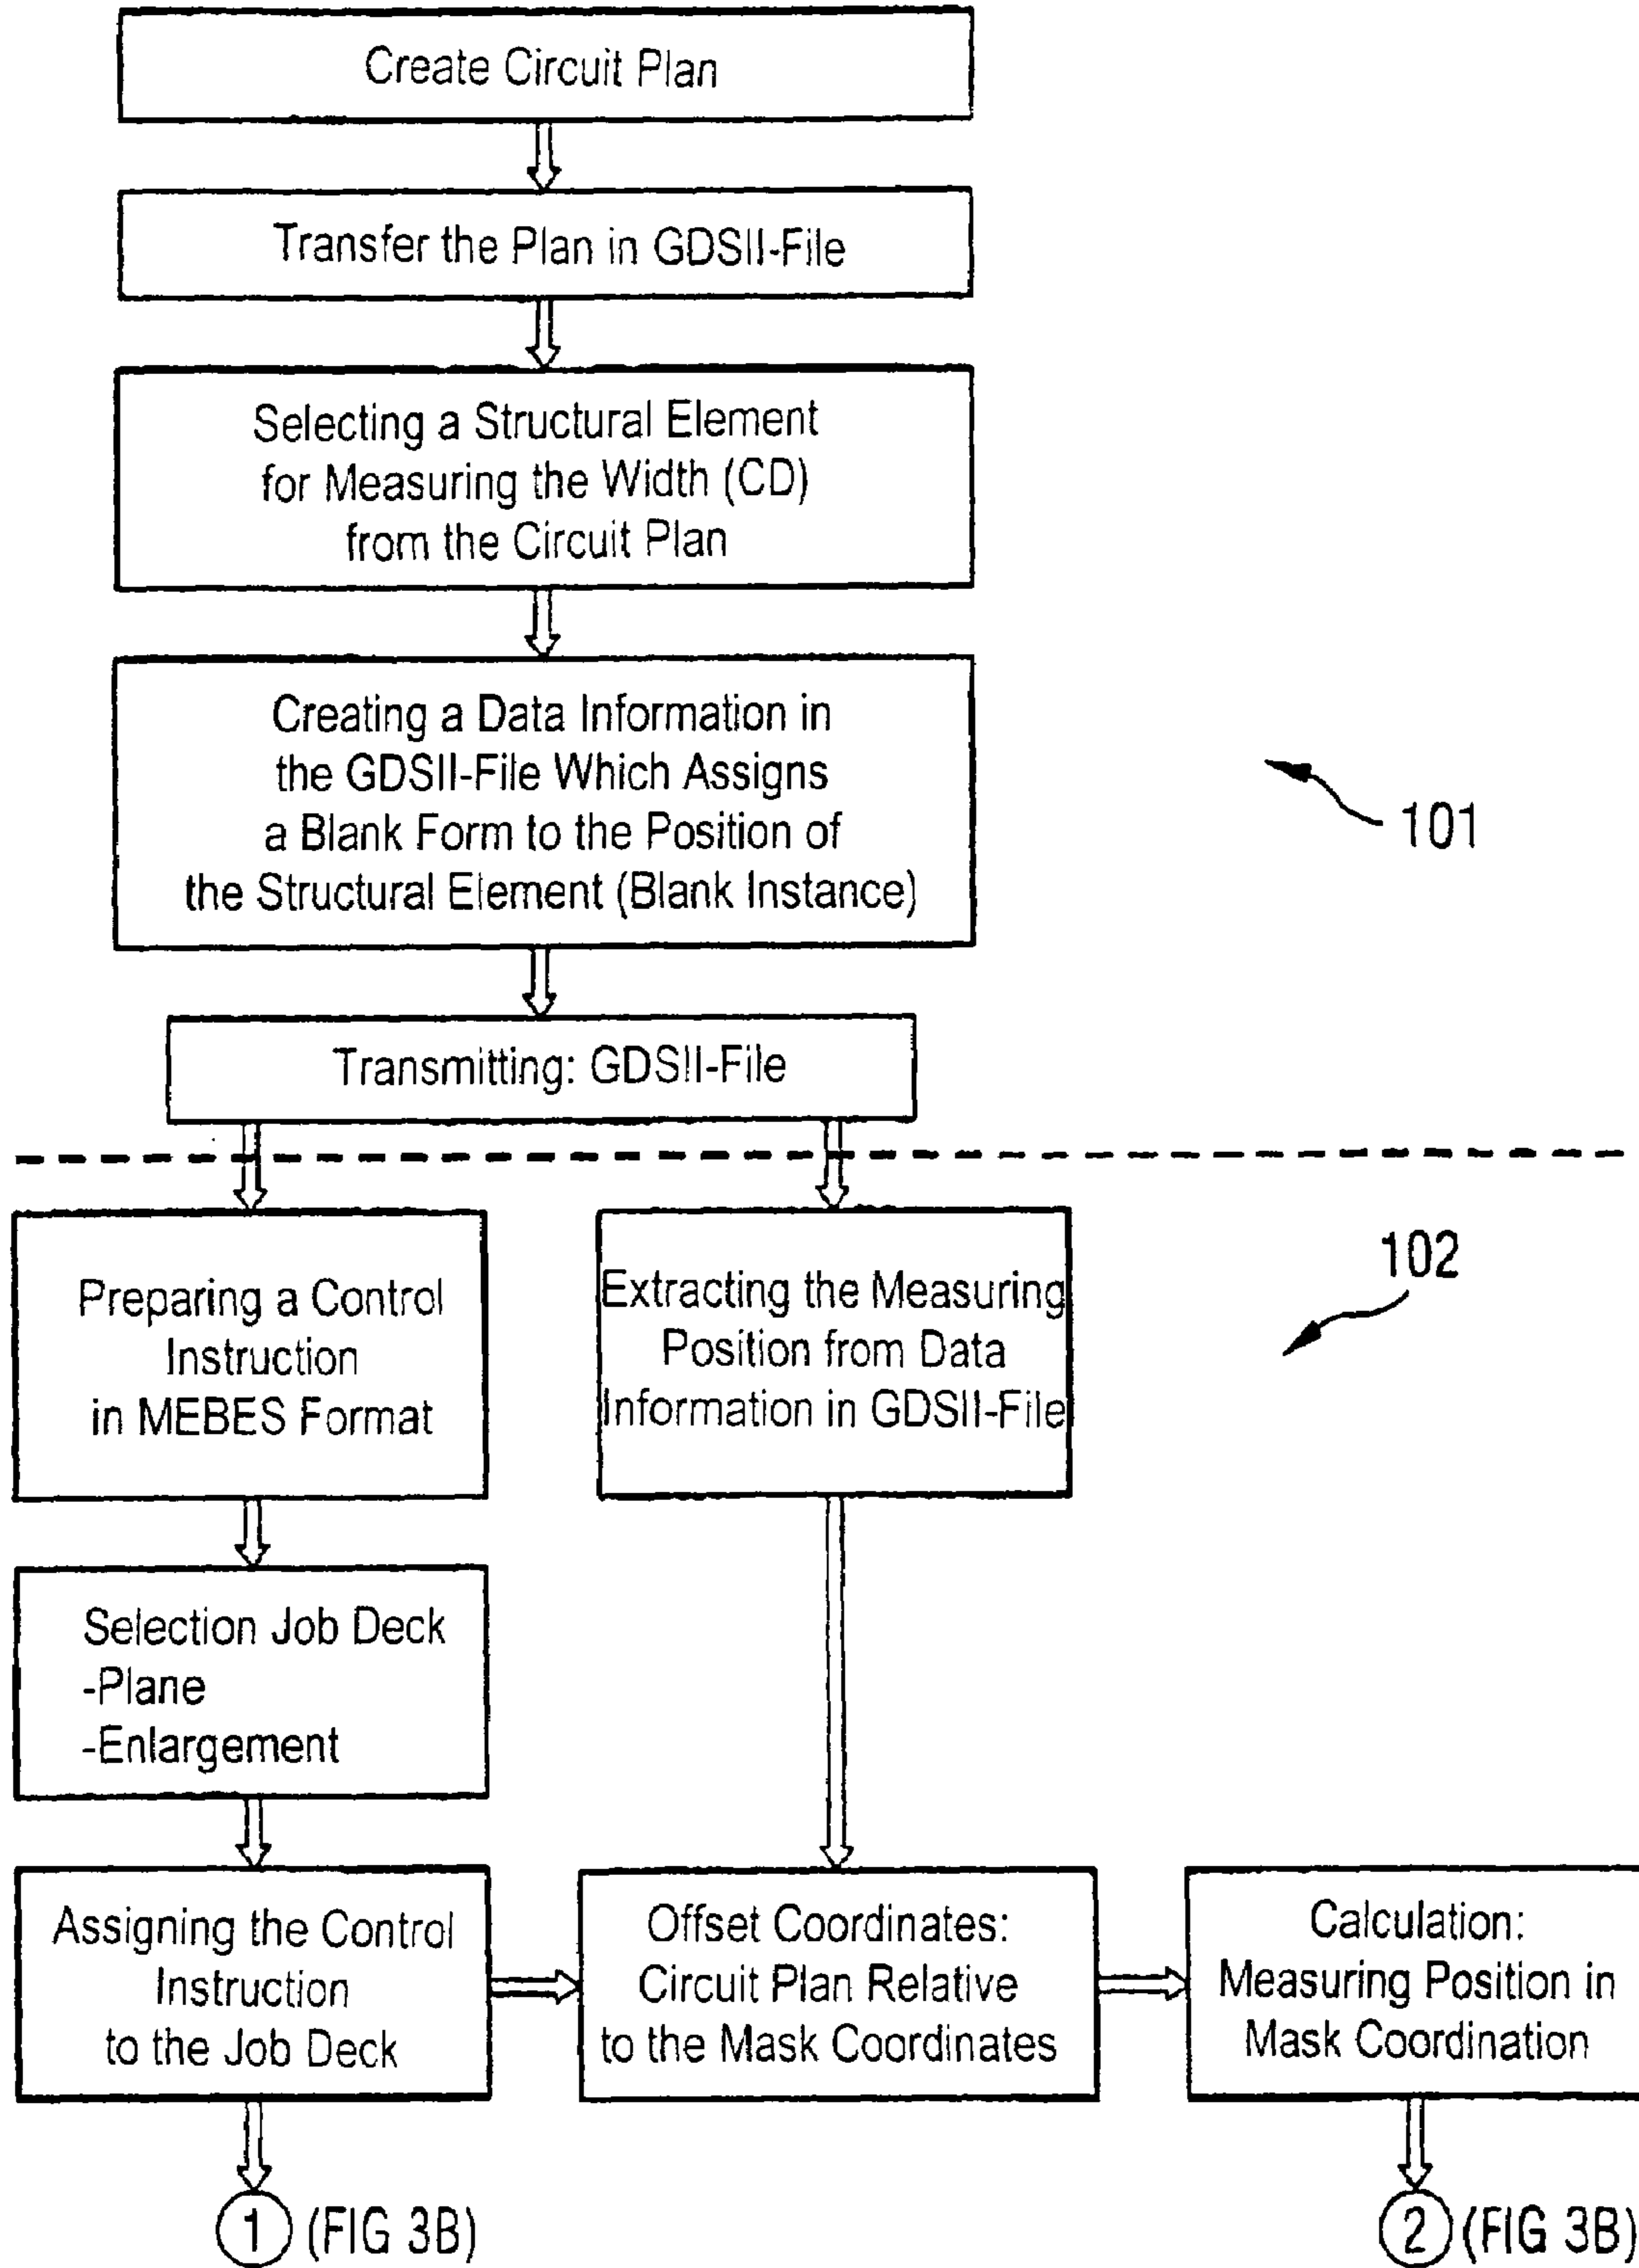 Create Circuit Plan
Transfer the Plan in GDSII-File
Selecting a Structural Element
for Measuring the Width (CD)
from the Circuit Plan
Creating a Data Information in
the GDSII-File Which Assigns
a Blank Form to the Position of
the Structural Element (Blank Instance)
101
Transmitting: GDSII-File
102
Preparing a Control
Instruction
in MEBES Format
Extracting the Measuring
Position from Data
Information in GDSII-File
Selection Job Deck
-Plane
-Enlargement
Assigning the Control
Instruction
to the Job Deck
Offset Coordinates:
Circuit Plan Relative
to the Mask Coordinates
Calculation:
Measuring Position in
Mask Coordination
1 (FIG 3B)
2 (FIG 3B)